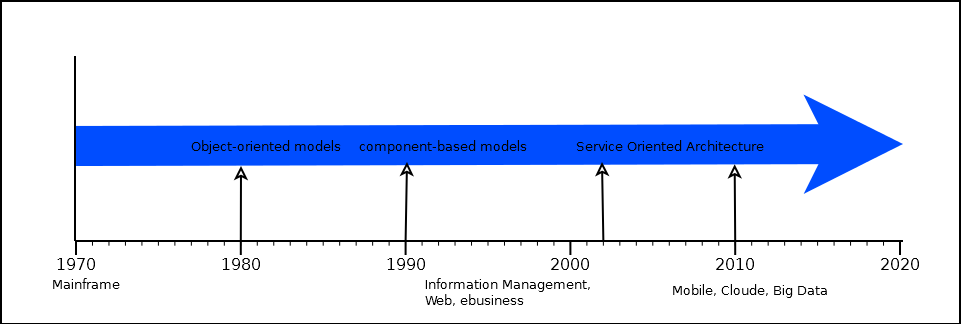 Object-oriented models component-based models Service Oriented Architecture
1970 1980 1990 2000 2010 2020
Mainframe
Information Management,
Web, ebusiness
Mobile, Cloude, Big Data